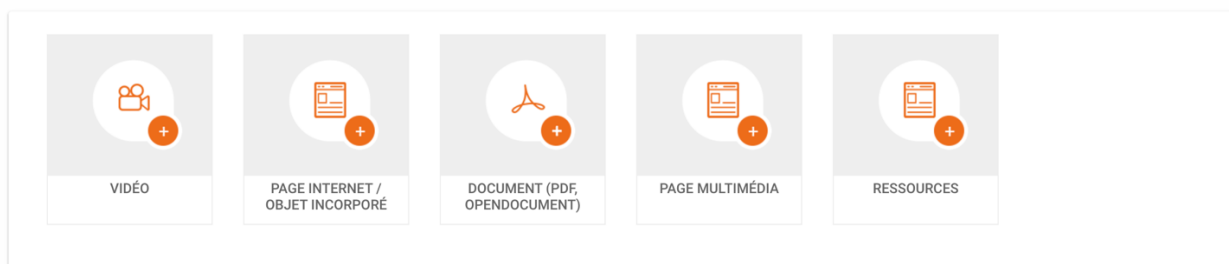 VIDÉO
PAGE INTERNET /
OBJET INCORPORÉ
DOCUMENT (PDF,
OPENDOCUMENT)
PAGE MULTIMÉDIA
RESSOURCES